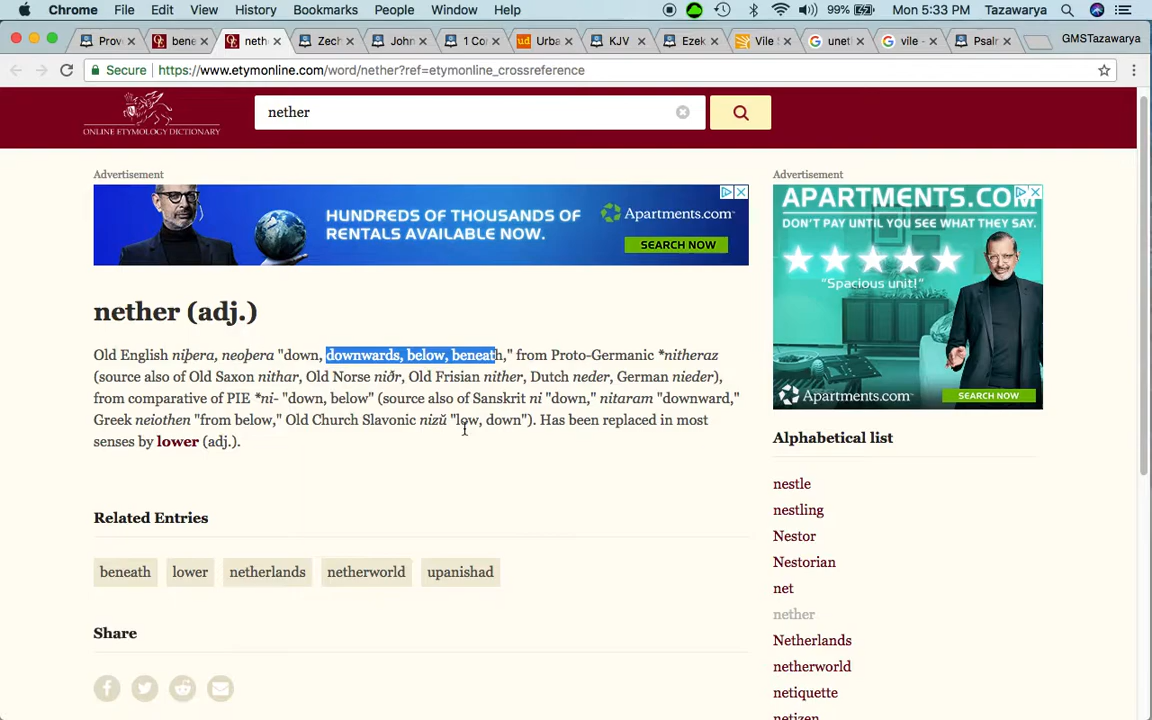 Chrome File Edit View History Bookmarks People Window Help 99% Mon 5:33 PM Tazawarya
Prov bene neth Zech John 1 Co ud Urba KJV Ezek Vile unet vile - Psalr GMSTazawarya
Secure https://www.etymonline.com/word/nether?ref=etymonline_crossreference
ONLINE ETYMOLOGY DICTIONARY
nether
Advertisement
HUNDREDS OF THOUSANDS OF
RENTALS AVAILABLE NOW.
Apartments.com
SEARCH NOW
nether (adj.)
Old English niþera, neoþera "down, downwards, below, beneath," from Proto-Germanic *nitheraz
(source also of Old Saxon nithar, Old Norse niðr, Old Frisian nither, Dutch neder, German nieder),
from comparative of PIE *ni- "down, below" (source also of Sanskrit ni "down," nitaram "downward,"
Greek neiothen "from below," Old Church Slavonic nizŭ "low, down"). Has been replaced in most
senses by lower (adj.).
Related Entries
beneath lower netherlands netherworld upanishad
Share
Advertisement
APARTMENTS.COM
DON'T PAY UNTIL YOU SEE WHAT THEY SAY.
"Spacious unit!"
Apartments.com
SEARCH NOW
Alphabetical list
nestle
nestling
Nestor
Nestorian
net
nether
Netherlands
netherworld
netiquette
netizen